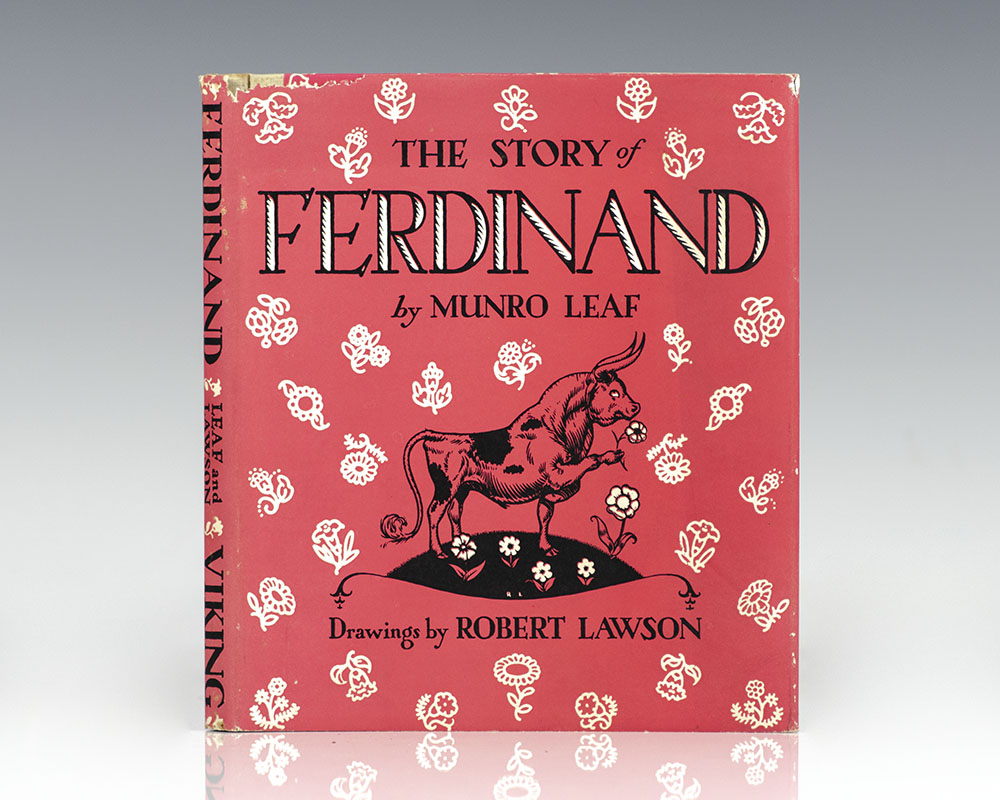 THE STORY of
FERDINAND
by MUNRO LEAF
R. L.
Drawings by ROBERT LAWSON
FERDINAND
LEAF and
LAWSON
VIKING